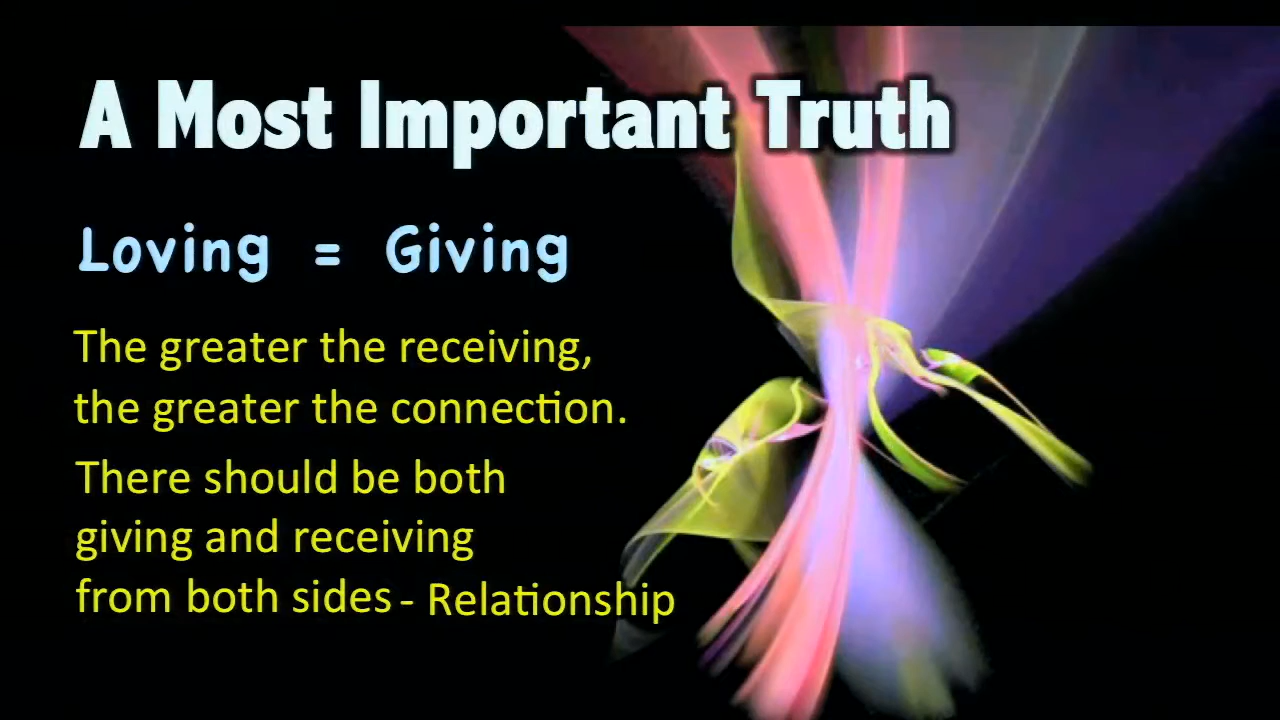 A Most Important Truth
Loving = Giving
The greater the receiving,
the greater the connection.
There should be both
giving and receiving
from both sides - Relationship